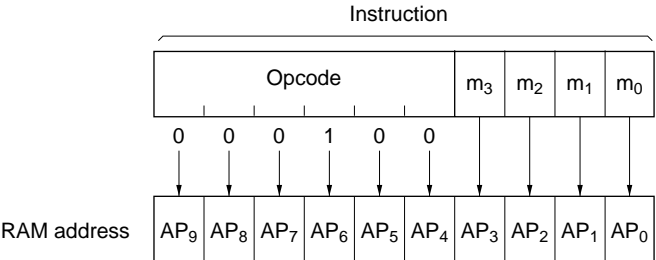 Instruction
Opcode m₃ m₂ m₁ m₀
0 0 0 1 0 0
RAM address AP₉ AP₈ AP₇ AP₆ AP₅ AP₄ AP₃ AP₂ AP₁ AP₀